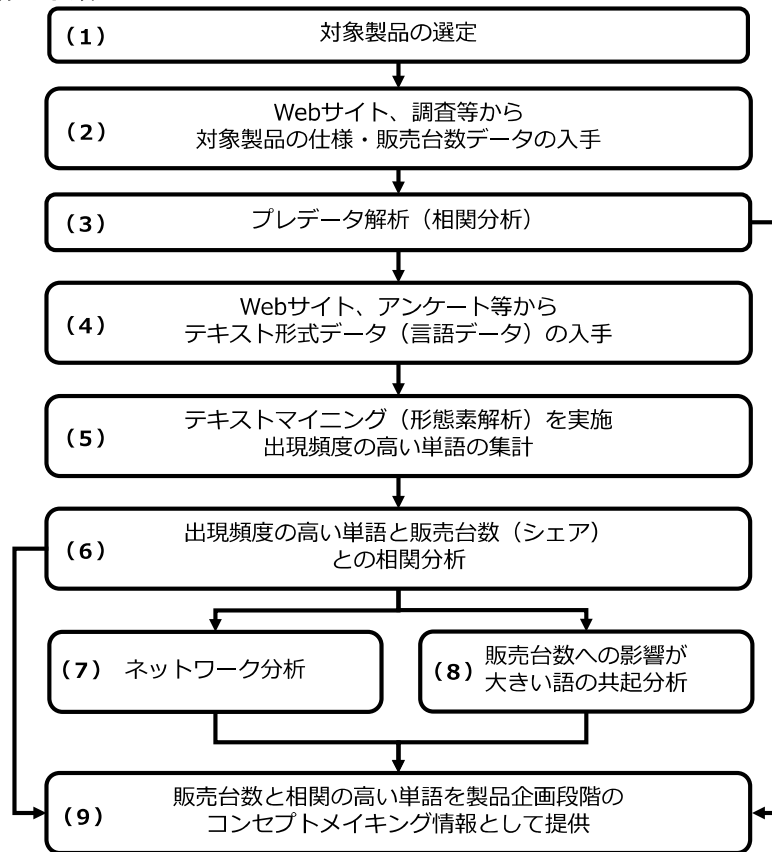 （1） 対象製品の選定
Webサイト、調査等から
（2）
対象製品の仕様・販売台数データの入手
（3） プレデータ解析（相関分析）
Webサイト、アンケート等から
（4）
テキスト形式データ（言語データ）の入手
テキストマイニング（形態素解析）を実施
（5）
出現頻度の高い単語の集計
出現頻度の高い単語と販売台数（シェア）
（6）
との相関分析
（7） ネットワーク分析
販売台数への影響が
（8）
大きい語の共起分析
販売台数と相関の高い単語を製品企画段階の
（9）
コンセプトメイキング情報として提供